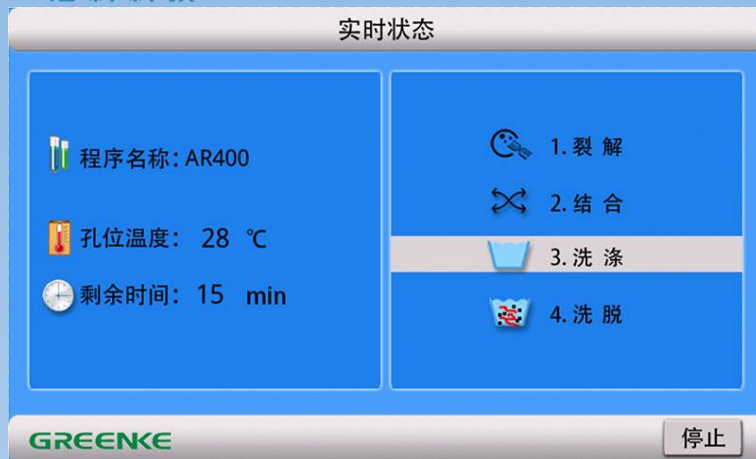 实时状态
程序名称: AR400
孔位温度: 28 ℃
剩余时间: 15 min
1. 裂 解
2. 结 合
3. 洗 涤
4. 洗 脱
GREENKE
停止